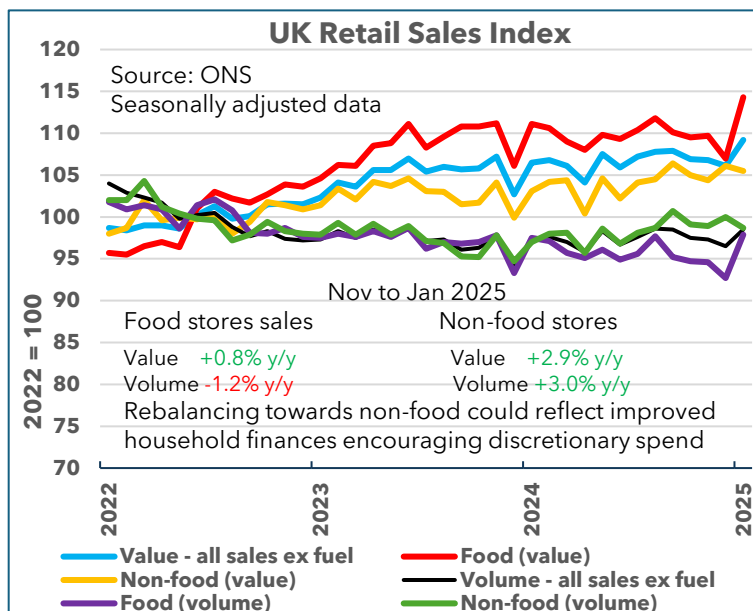 UK Retail Sales Index
Source: ONS
Seasonally adjusted data
120
115
110
105
100
95
90
85
80
75
70
2022 = 100
Nov to Jan 2025
Food stores sales Non-food stores
Value +0.8% y/y Value +2.9% y/y
Volume -1.2% y/y Volume +3.0% y/y
Rebalancing towards non-food could reflect improved
household finances encouraging discretionary spend
2022 2023 2024 2025
Value - all sales ex fuel Food (value)
Non-food (value) Volume - all sales ex fuel
Food (volume) Non-food (volume)